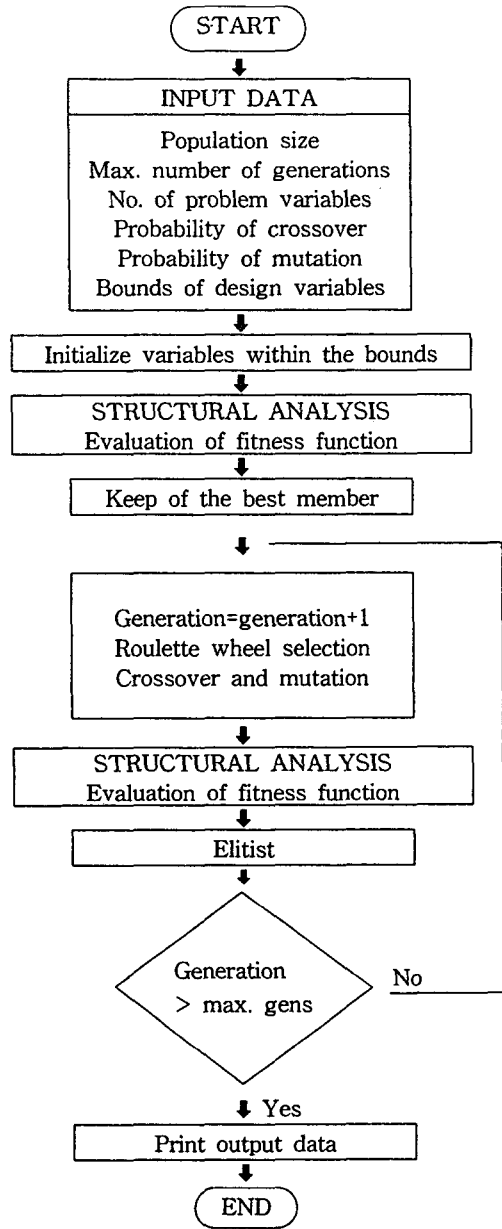 START
INPUT DATA
Population size
Max. number of generations
No. of problem variables
Probability of crossover
Probability of mutation
Bounds of design variables
Initialize variables within the bounds
STRUCTURAL ANALYSIS
Evaluation of fitness function
Keep of the best member
Generation=generation+1
Roulette wheel selection
Crossover and mutation
STRUCTURAL ANALYSIS
Evaluation of fitness function
Elitist
Generation
> max. gens
No
Yes
Print output data
END